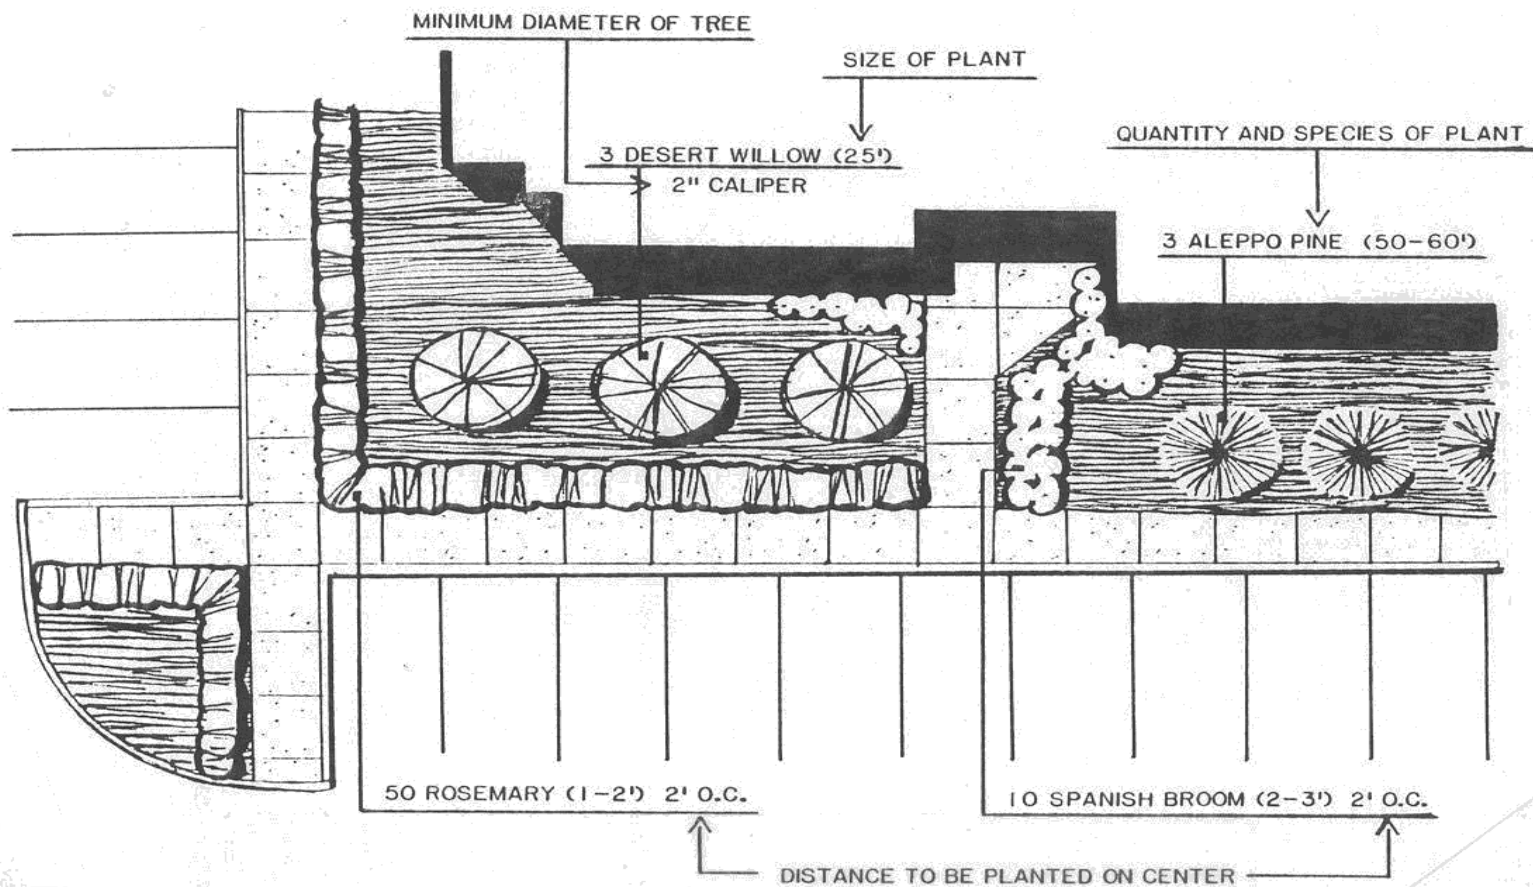 MINIMUM DIAMETER OF TREE
SIZE OF PLANT
QUANTITY AND SPECIES OF PLANT
3 DESERT WILLOW (25')
2" CALIPER
3 ALEPPO PINE (50-60')
50 ROSEMARY (1-2') 2' O.C.
10 SPANISH BROOM (2-3') 2' O.C.
DISTANCE TO BE PLANTED ON CENTER